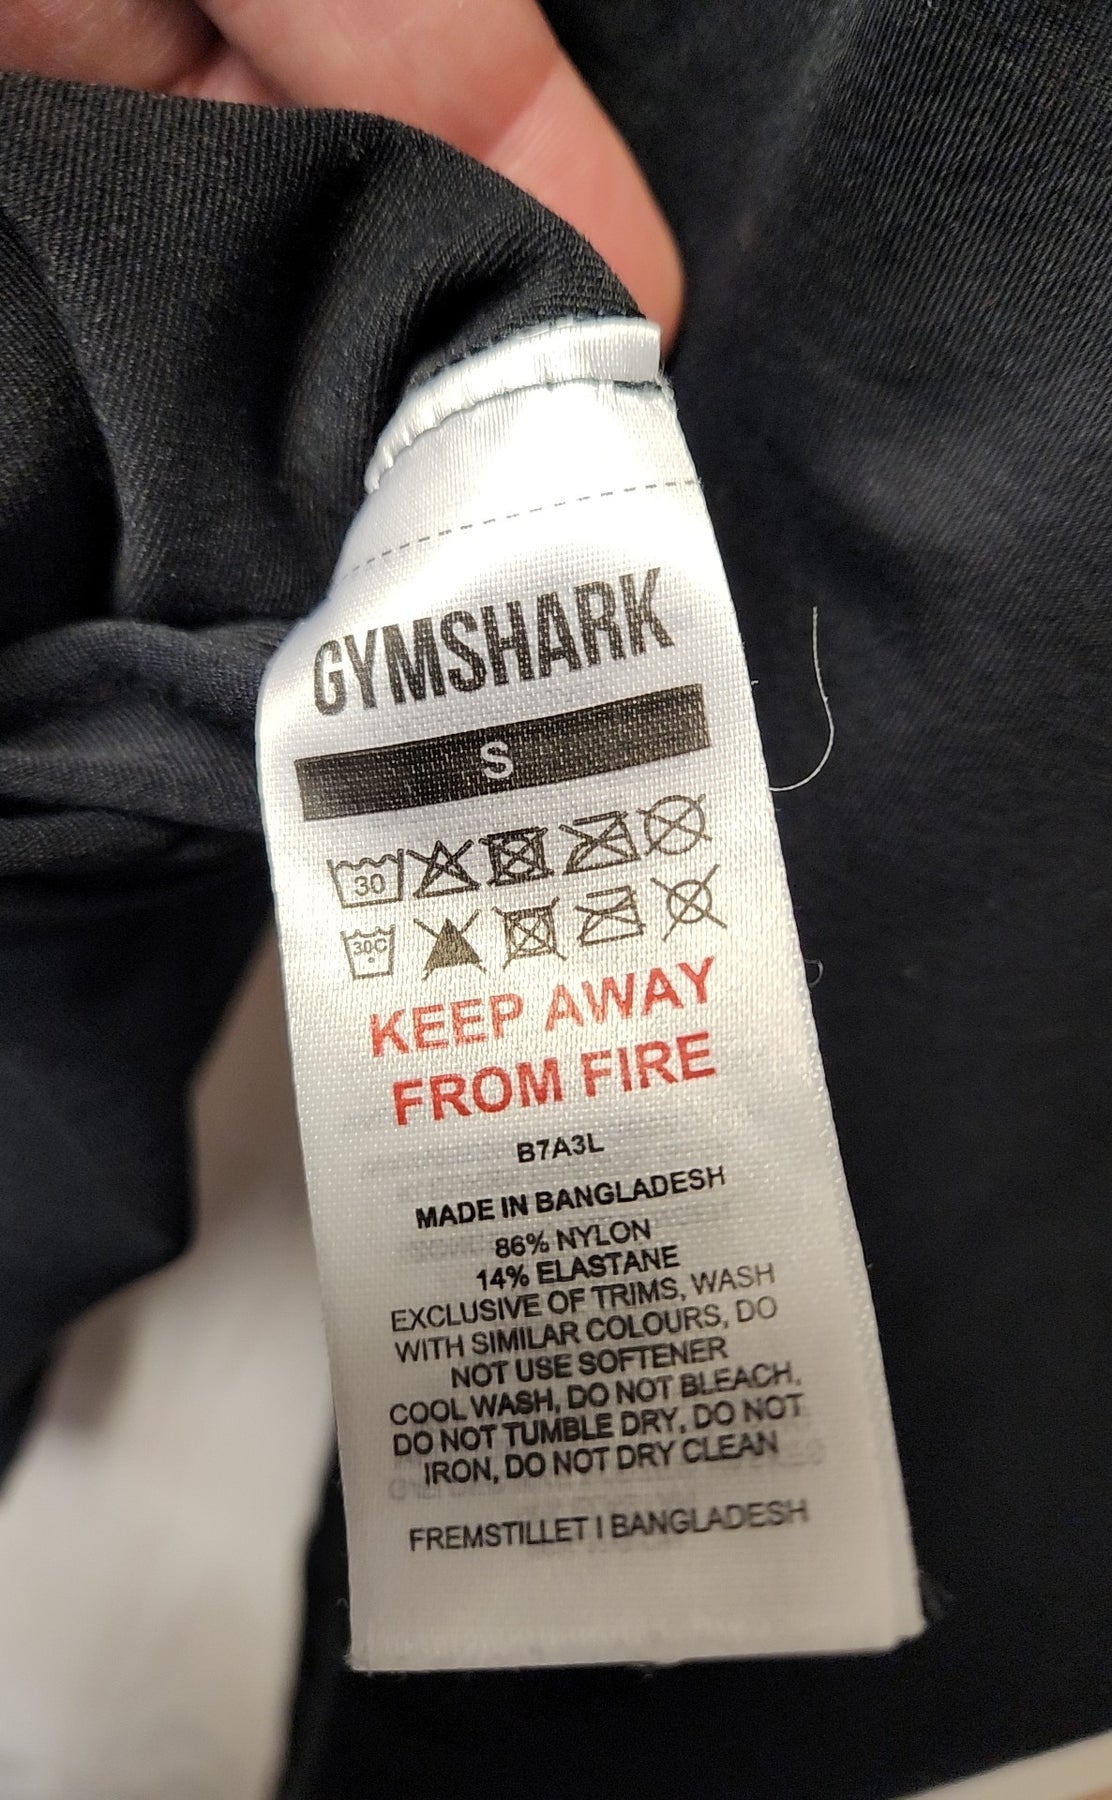 GYMSHARK
S
30
30C
KEEP AWAY
FROM FIRE
B7A3L
MADE IN BANGLADESH
86% NYLON
14% ELASTANE
EXCLUSIVE OF TRIMS, WASH
WITH SIMILAR COLOURS, DO
NOT USE SOFTENER
COOL WASH, DO NOT BLEACH,
DO NOT TUMBLE DRY, DO NOT
IRON, DO NOT DRY CLEAN
FREMSTILLET I BANGLADESH